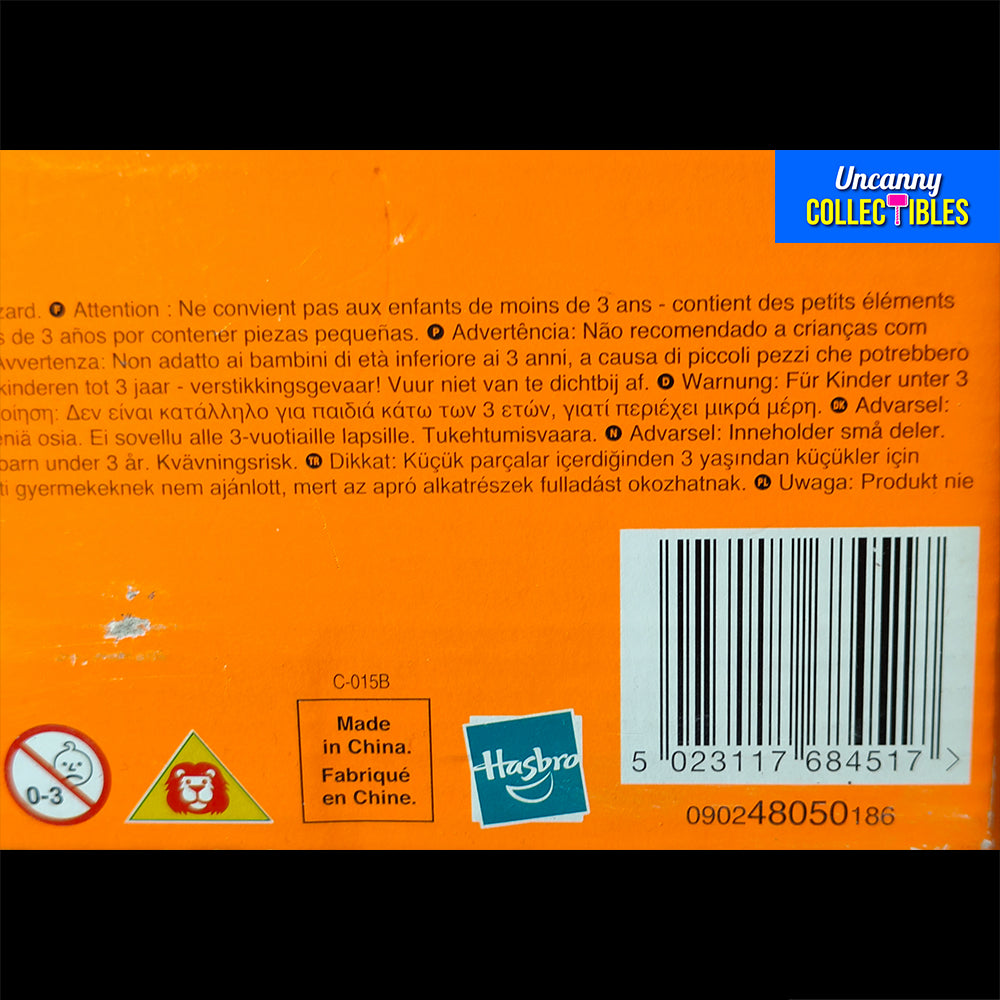 Uncanny
COLLECTIBLES
zard. F Attention : Ne convient pas aux enfants de moins de 3 ans - contient des petits éléments
s de 3 años por contener piezas pequeñas. P Advertência: Não recomendado a crianças com
Avvertenza: Non adatto ai bambini di età inferiore ai 3 anni, a causa di piccoli pezzi che potrebbero
kinderen tot 3 jaar - verstikkingsgevaar! Vuur niet van te dichtbij af. D Warnung: Für Kinder unter 3
οίηση: Δεν είναι κατάλληλο για παιδιά κάτω των 3 ετών, γιατί περιέχει μικρά μέρη. DK Advarsel:
eniä osia. Ei sovellu alle 3-vuotiaille lapsille. Tukehtumisvaara. N Advarsel: Inneholder små deler.
barn under 3 år. Kvävningsrisk. TR Dikkat: Küçük parçalar içerdiğinden 3 yaşından küçükler için
ti gyermekeknek nem ajánlott, mert az apró alkatrészek fulladást okozhatnak. PL Uwaga: Produkt nie
C-015B
Made
in China.
Fabriqué
en Chine.
0-3
Hasbro
5 023117 684517 >
090248050186